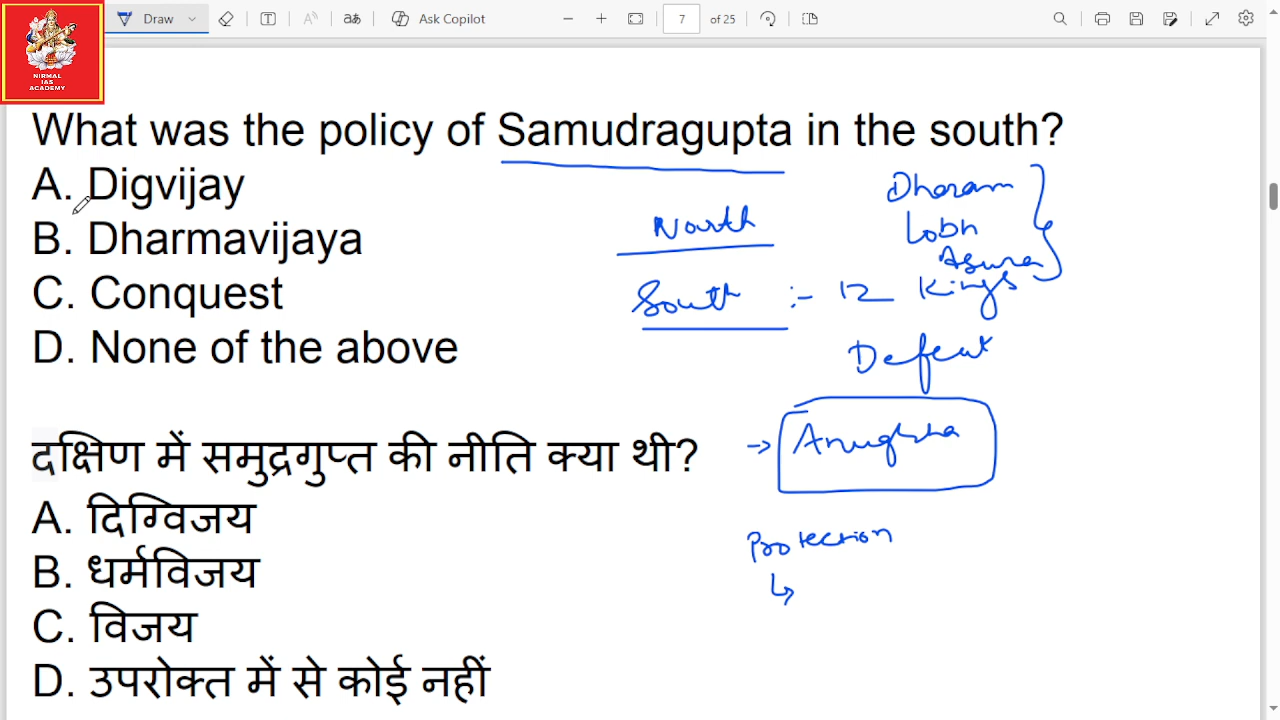 Draw
Ask Copilot
7 of 25
NIRMAL
IAS
ACADEMY
What was the policy of Samudragupta in the south?
A. Digvijay
B. Dharmavijaya
C. Conquest
D. None of the above
North
South :- 12 Kings
Dharam
Lobh
Asura
Defeat
→ Anugraha
Protection
↳
दक्षिण में समुद्रगुप्त की नीति क्या थी?
A. दिग्विजय
B. धर्मविजय
C. विजय
D. उपरोक्त में से कोई नहीं